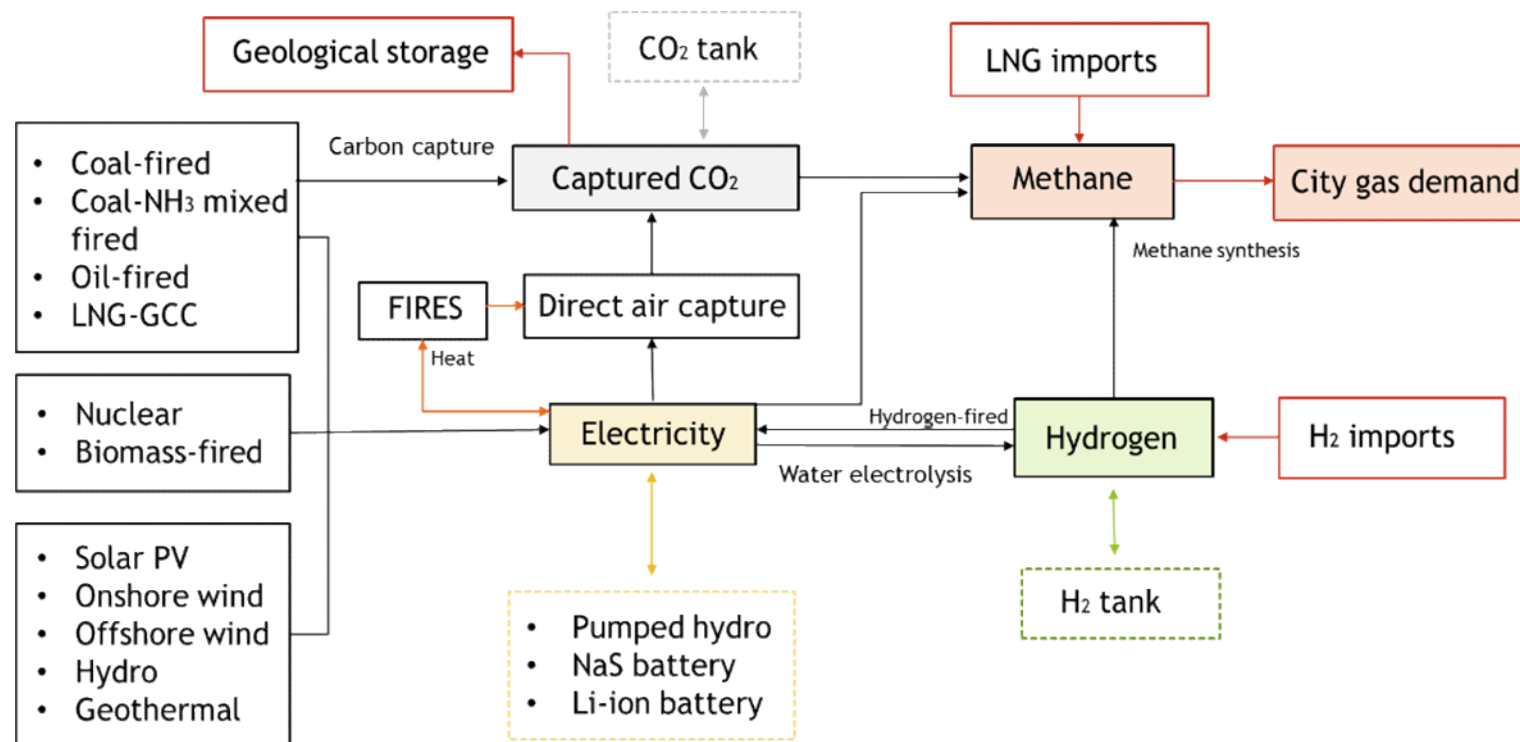 Geological storage
CO₂ tank
LNG imports
• Coal-fired
• Coal-NH₃ mixed
fired
• Oil-fired
• LNG-GCC
Carbon capture
Captured CO₂
Methane
City gas demand
Methane synthesis
FIRES
Direct air capture
Heat
• Nuclear
• Biomass-fired
Electricity
Hydrogen-fired
Water electrolysis
Hydrogen
H₂ imports
• Solar PV
• Onshore wind
• Offshore wind
• Hydro
• Geothermal
• Pumped hydro
• NaS battery
• Li-ion battery
H₂ tank